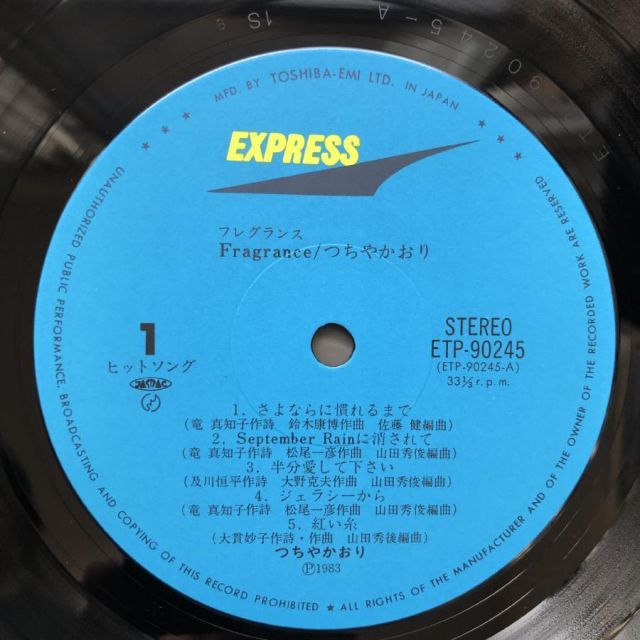 90245-A 1S
MFD. BY TOSHIBA-EMI LTD. IN JAPAN
EXPRESS
フレグランス
Fragrance/つちやかおり
1
ヒットソング
JASRAC
STEREO
ETP-90245
(ETP-90245-A)
33⅓ r.p.m.
1. さよならに慣れるまで
(竜 真知子作詩 鈴木康博作曲 佐藤 健編曲)
2. September Rainに消されて
(竜 真知子作詩 松尾一彦作曲 山田秀俊編曲)
3. 半分愛して下さい
(及川恒平作詩 大野克夫作曲 山田秀俊編曲)
4. ジェラシーから
(竜 真知子作詩 松尾一彦作曲 山田秀俊編曲)
5. 紅い糸
(大貫妙子作詩・作曲 山田秀後編曲)
つちやかおり
Ⓟ1983
★ ★ ★ UNAUTHORIZED PUBLIC PERFORMANCE, BROADCASTING AND COPYING OF THIS RECORD PROHIBITED ★ ALL RIGHTS OF THE MANUFACTURER AND OF THE OWNER OF THE RECORDED WORK ARE RESERVED ★ ★ ★